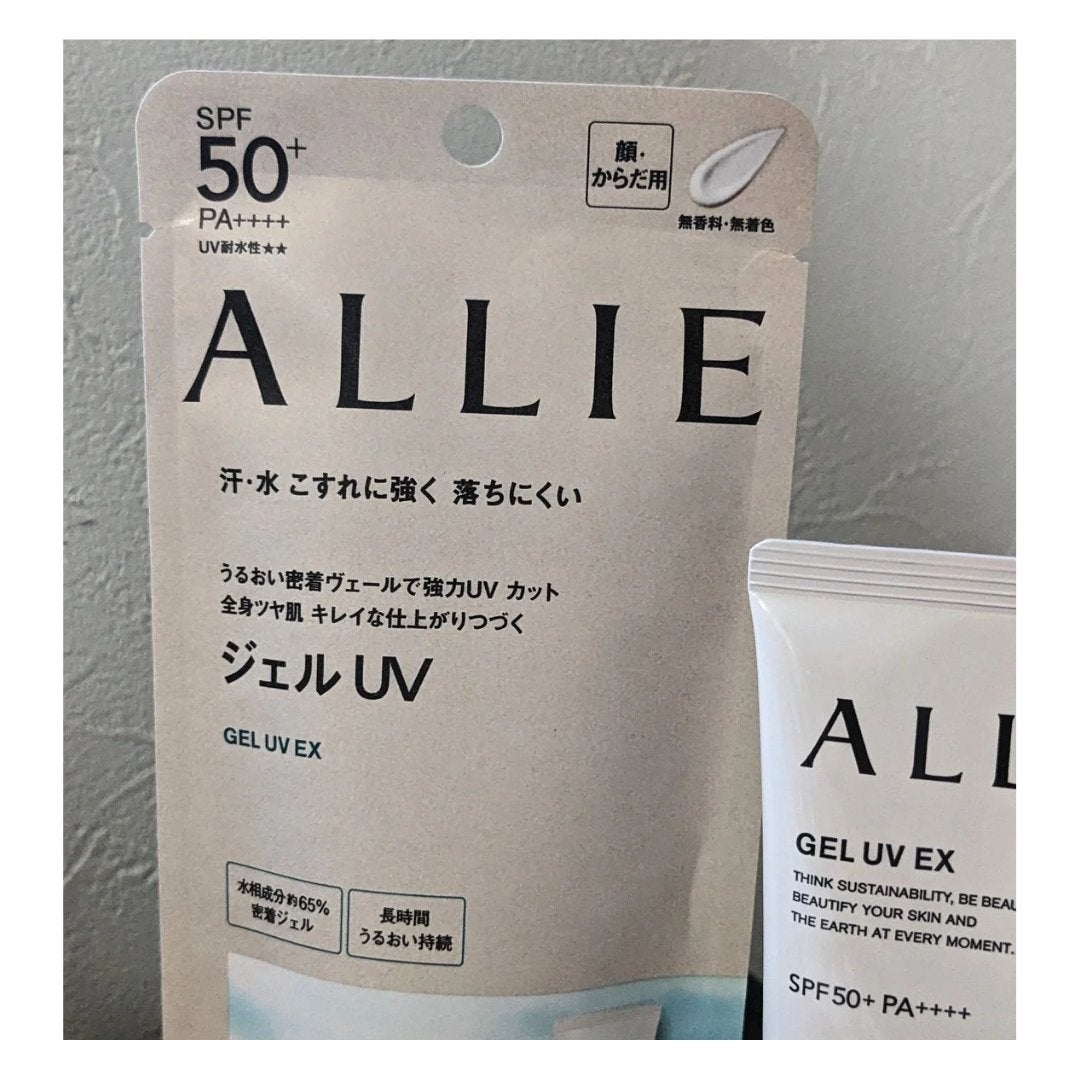 SPF
50+
PA++++
UV耐水性★★
顔・
からだ用
無香料・無着色
ALLIE
汗・水 こすれに強く 落ちにくい
うるおい密着ヴェールで強力UV カット
全身ツヤ肌 キレイな仕上がりつづく
ジェル UV
GEL UV EX
水相成分約65%
密着ジェル
長時間
うるおい持続
ALL
GEL UV EX
THINK SUSTAINABILITY, BE BEAU
BEAUTIFY YOUR SKIN AND
THE EARTH AT EVERY MOMENT.
SPF50+ PA++++